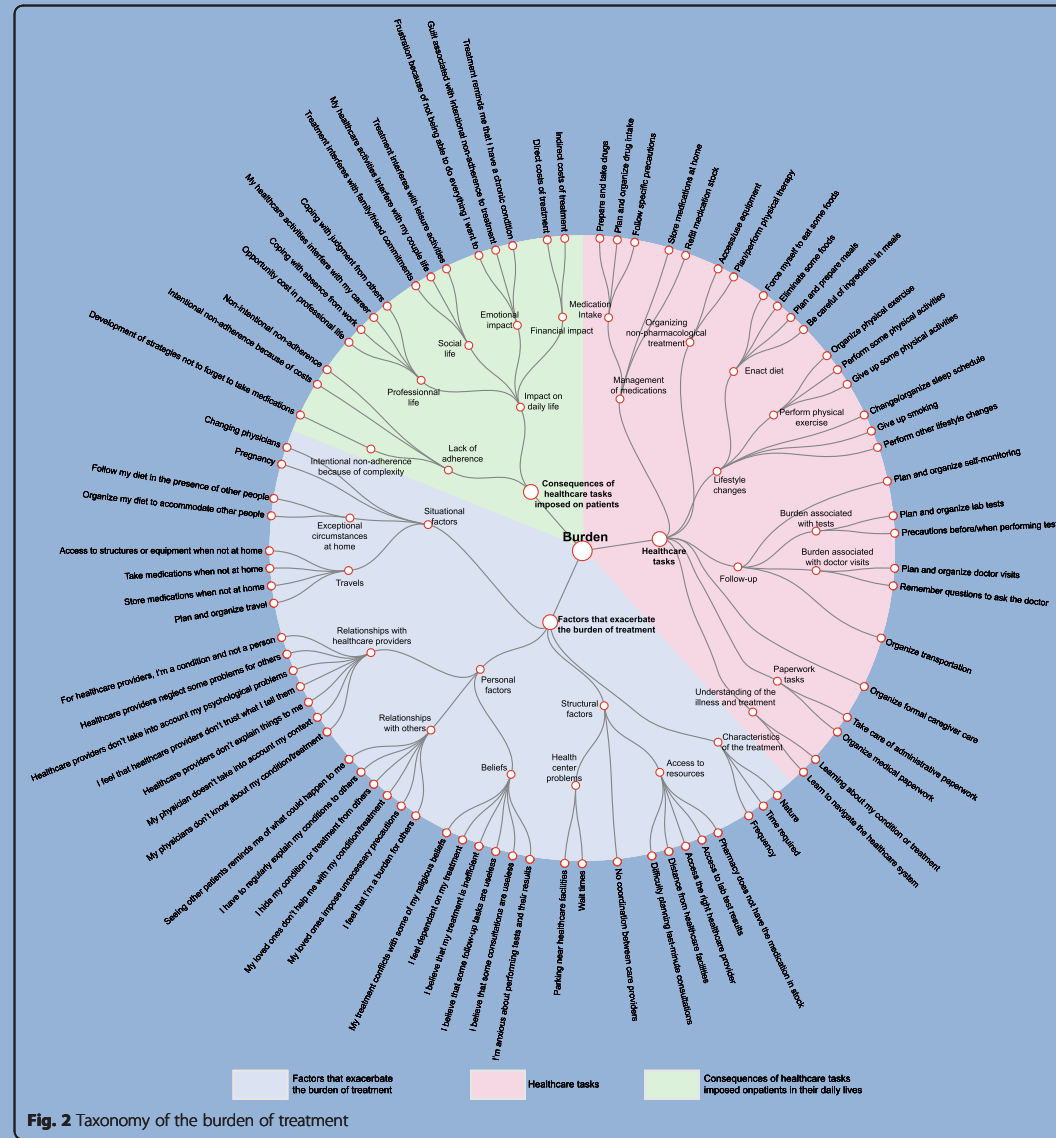 Frustration because of not being able to do everything I want to
Guilt associated with intentional non-adherence to treatment
Treatment reminds me that I have a chronic condition
Direct costs of treatment
Indirect costs of treatment
Prepare and take drugs
Plan and organize drug intake
Follow specific precautions
Store medications at home
Refill medication stock
Access/use equipment
Plan/perform physical therapy
Force myself to eat some foods
Eliminate some foods
Plan and prepare meals
Be careful of ingredients in meals
Organize physical exercise
Perform some physical activities
Give up some physical activities
Change/organize sleep schedule
Give up smoking
Perform other lifestyle changes
Plan and organize self-monitoring
Plan and organize lab tests
Precautions before/when performing
Plan and organize doctor visits
Remember questions to ask the doctor
Organize transportation
Organize formal caregiver care
Take care of administrative paperwork
Organize medical paperwork
Learning about my condition or treatment
Learn to navigate the healthcare system
Nature
Time required
Frequency
Pharmacy does not have the medication in stock
Access to lab test results
Access the right healthcare provider
Distance from healthcare facilities
Difficulty planning last-minute consultations
No coordination between care providers
Wait times
Parking near healthcare facilities
I'm anxious about performing tests and their results
I believe that some consultations are useless
I believe that some follow-up tasks are useless
I believe that my treatment is inefficient
I feel dependant on my treatment
My treatment conflicts with some of my religious beliefs
I feel that I'm a burden for others
My loved ones impose unnecessary precautions
My loved ones don't help me with my condition/treatment
I hide my condition or treatment from others
I have to regularly explain my conditions to others
Seeing other patients reminds me of what could happen to me
My physicians don't know about my condition/treatment
My physician doesn't take into account my context
Healthcare providers don't explain things to me
I feel that healthcare providers don't trust what I tell them
Healthcare providers don't take into account my psychological problems
Healthcare providers neglect some problems for others
For healthcare providers, I'm a condition and not a person
Plan and organize travel
Store medications when not at home
Take medications when not at home
Access to structures or equipment when not at home
Organize my diet to accommodate other people
Follow my diet in the presence of other people
Pregnancy
Changing physicians
Development of strategies not to forget to take medications
Intentional non-adherence because of costs
Non-intentional non-adherence
Opportunity cost in professional life
Coping with absence from work
My healthcare activities interfere with my career
Coping with judgment from others
Treatment interferes with family/friend commitments
My healthcare activities interfere with my couple life
Treatment interferes with leisure activities
Emotional
impact
Financial impact
Social
life
Professionnal
life
Impact on
daily life
Lack of
adherence
Intentional non-adherence
because of complexity
Consequences of
healthcare tasks
imposed on patients
Medication
Intake
Organizing
non-pharmacological
treatment
Management
of medications
Enact diet
Perform physical
exercise
Lifestyle
changes
Burden associated
with tests
Burden associated
with doctor visits
Follow-up
Healthcare
tasks
Burden
Paperwork
tasks
Understanding of the
illness and treatment
Situational
factors
Exceptional
circumstances
at home
Travels
Factors that exacerbate
the burden of treatment
Relationships with
healthcare providers
Personal
factors
Relationships
with others
Beliefs
Structural
factors
Health
center
problems
Access to
resources
Characteristics
of the treatment
Factors that exacerbate
the burden of treatment
Healthcare tasks
Consequences of healthcare tasks
imposed onpatients in their daily lives
Fig. 2 Taxonomy of the burden of treatment